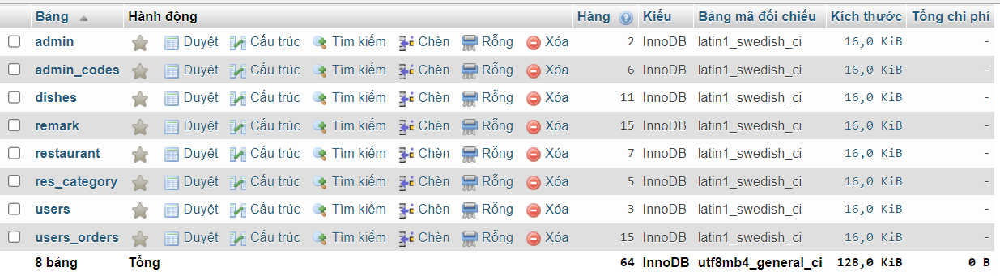 Bảng Hành động Hàng Kiểu Bảng mã đối chiếu Kích thước Tổng chi phí
admin Duyệt Cấu trúc Tìm kiếm Chèn Rỗng Xóa 2 InnoDB latin1_swedish_ci 16,0 KiB -
admin_codes Duyệt Cấu trúc Tìm kiếm Chèn Rỗng Xóa 6 InnoDB latin1_swedish_ci 16,0 KiB -
dishes Duyệt Cấu trúc Tìm kiếm Chèn Rỗng Xóa 11 InnoDB latin1_swedish_ci 16,0 KiB -
remark Duyệt Cấu trúc Tìm kiếm Chèn Rỗng Xóa 15 InnoDB latin1_swedish_ci 16,0 KiB -
restaurant Duyệt Cấu trúc Tìm kiếm Chèn Rỗng Xóa 7 InnoDB latin1_swedish_ci 16,0 KiB -
res_category Duyệt Cấu trúc Tìm kiếm Chèn Rỗng Xóa 5 InnoDB latin1_swedish_ci 16,0 KiB -
users Duyệt Cấu trúc Tìm kiếm Chèn Rỗng Xóa 3 InnoDB latin1_swedish_ci 16,0 KiB -
users_orders Duyệt Cấu trúc Tìm kiếm Chèn Rỗng Xóa 15 InnoDB latin1_swedish_ci 16,0 KiB -
8 bảng Tổng 64 InnoDB utf8mb4_general_ci 128,0 KiB 0 B